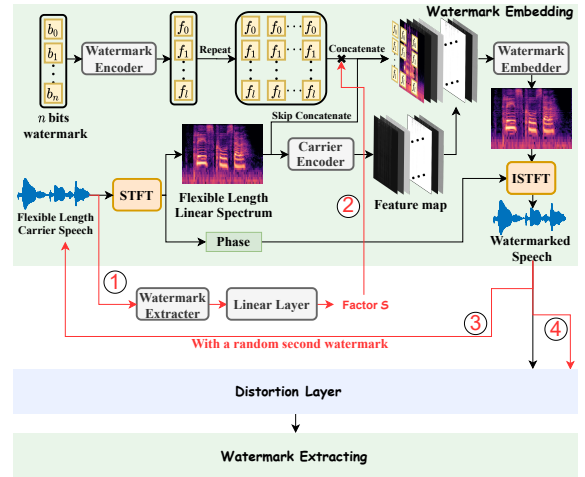 Watermark Embedding
b0
b1
bn
n bits
watermark
Watermark
Encoder
f0
f1
fl
Repeat
f0 f0 ··· f0
f1 f1 ··· f1
fl fl ··· fl
Concatenate
Skip Concatenate
Watermark
Embedder
Flexible Length
Carrier Speech
STFT
Flexible Length
Linear Spectrum
Carrier
Encoder
Feature map
ISTFT
Phase
Watermarked
Speech
①
②
Watermark
Extracter
Linear Layer
Factor S
③
④
With a random second watermark
Distortion Layer
Watermark Extracting